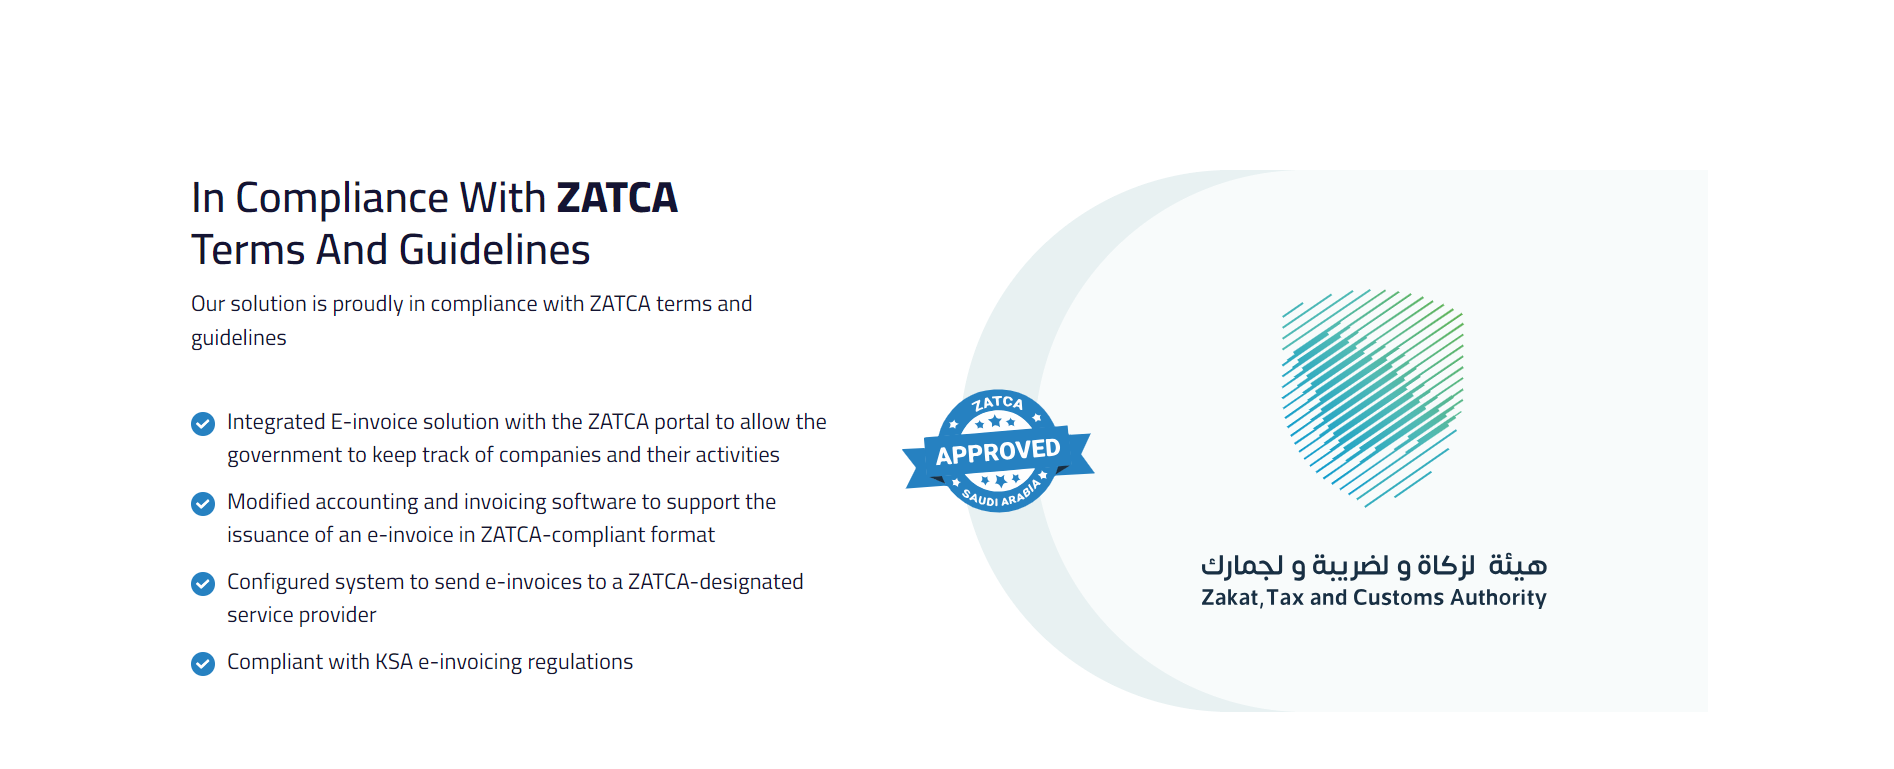 In Compliance With ZATCA
Terms And Guidelines
Our solution is proudly in compliance with ZATCA terms and
guidelines
Integrated E-invoice solution with the ZATCA portal to allow the
government to keep track of companies and their activities
Modified accounting and invoicing software to support the
issuance of an e-invoice in ZATCA-compliant format
Configured system to send e-invoices to a ZATCA-designated
service provider
Compliant with KSA e-invoicing regulations
ZATCA
APPROVED
SAUDI ARABIA
هيئة لزكاة و لضريبة و لجمارك
Zakat, Tax and Customs Authority